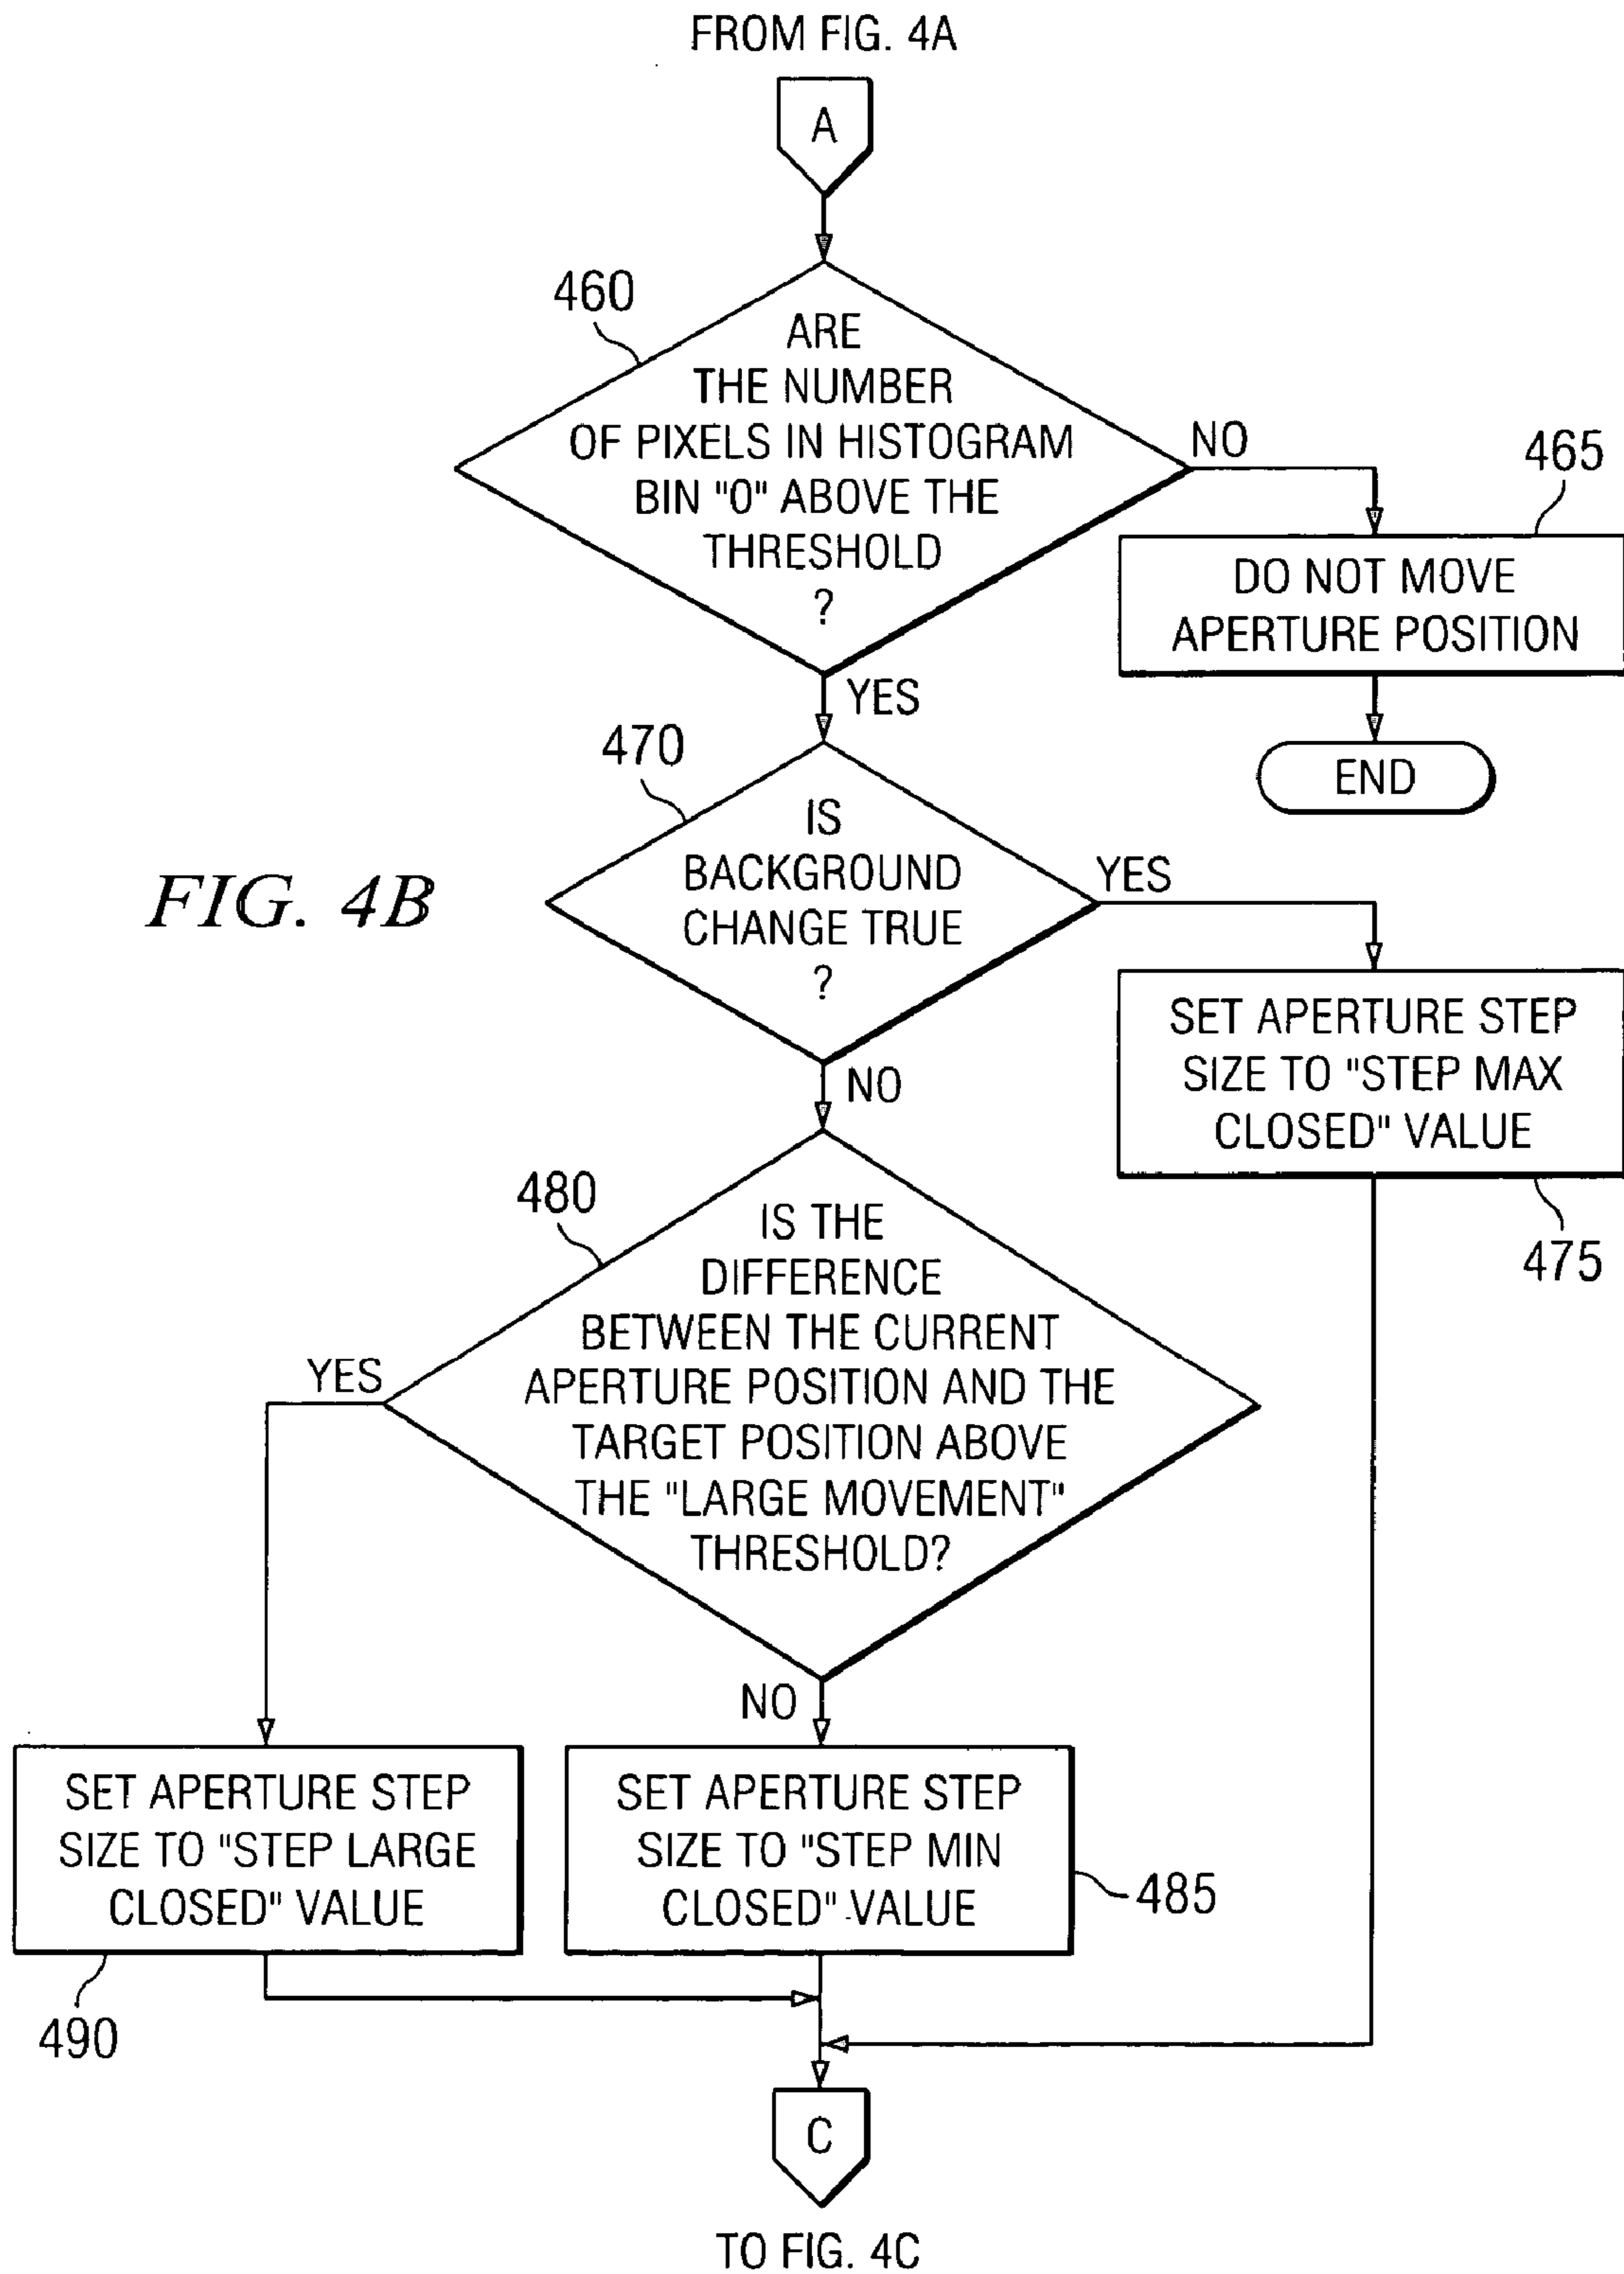 FROM FIG. 4A
A
460
ARE
THE NUMBER
OF PIXELS IN HISTOGRAM
BIN "0" ABOVE THE
THRESHOLD
?
NO
465
DO NOT MOVE
APERTURE POSITION
END
YES
470
IS
BACKGROUND
CHANGE TRUE
?
YES
FIG. 4B
SET APERTURE STEP
SIZE TO "STEP MAX
CLOSED" VALUE
475
NO
480
IS THE
DIFFERENCE
BETWEEN THE CURRENT
APERTURE POSITION AND THE
TARGET POSITION ABOVE
THE "LARGE MOVEMENT"
THRESHOLD?
YES
NO
SET APERTURE STEP
SIZE TO "STEP LARGE
CLOSED" VALUE
490
SET APERTURE STEP
SIZE TO "STEP MIN
CLOSED" VALUE
485
C
TO FIG. 4C